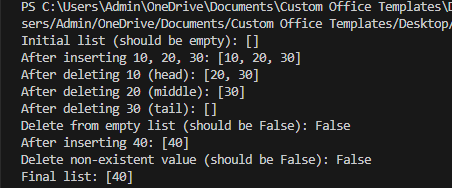 PS C:\Users\Admin\OneDrive\Documents\Custom Office Templates\D
sers/Admin/OneDrive/Documents/Custom Office Templates/Desktop/
Initial list (should be empty): []
After inserting 10, 20, 30: [10, 20, 30]
After deleting 10 (head): [20, 30]
After deleting 20 (middle): [30]
After deleting 30 (tail): []
Delete from empty list (should be False): False
After inserting 40: [40]
Delete non-existent value (should be False): False
Final list: [40]